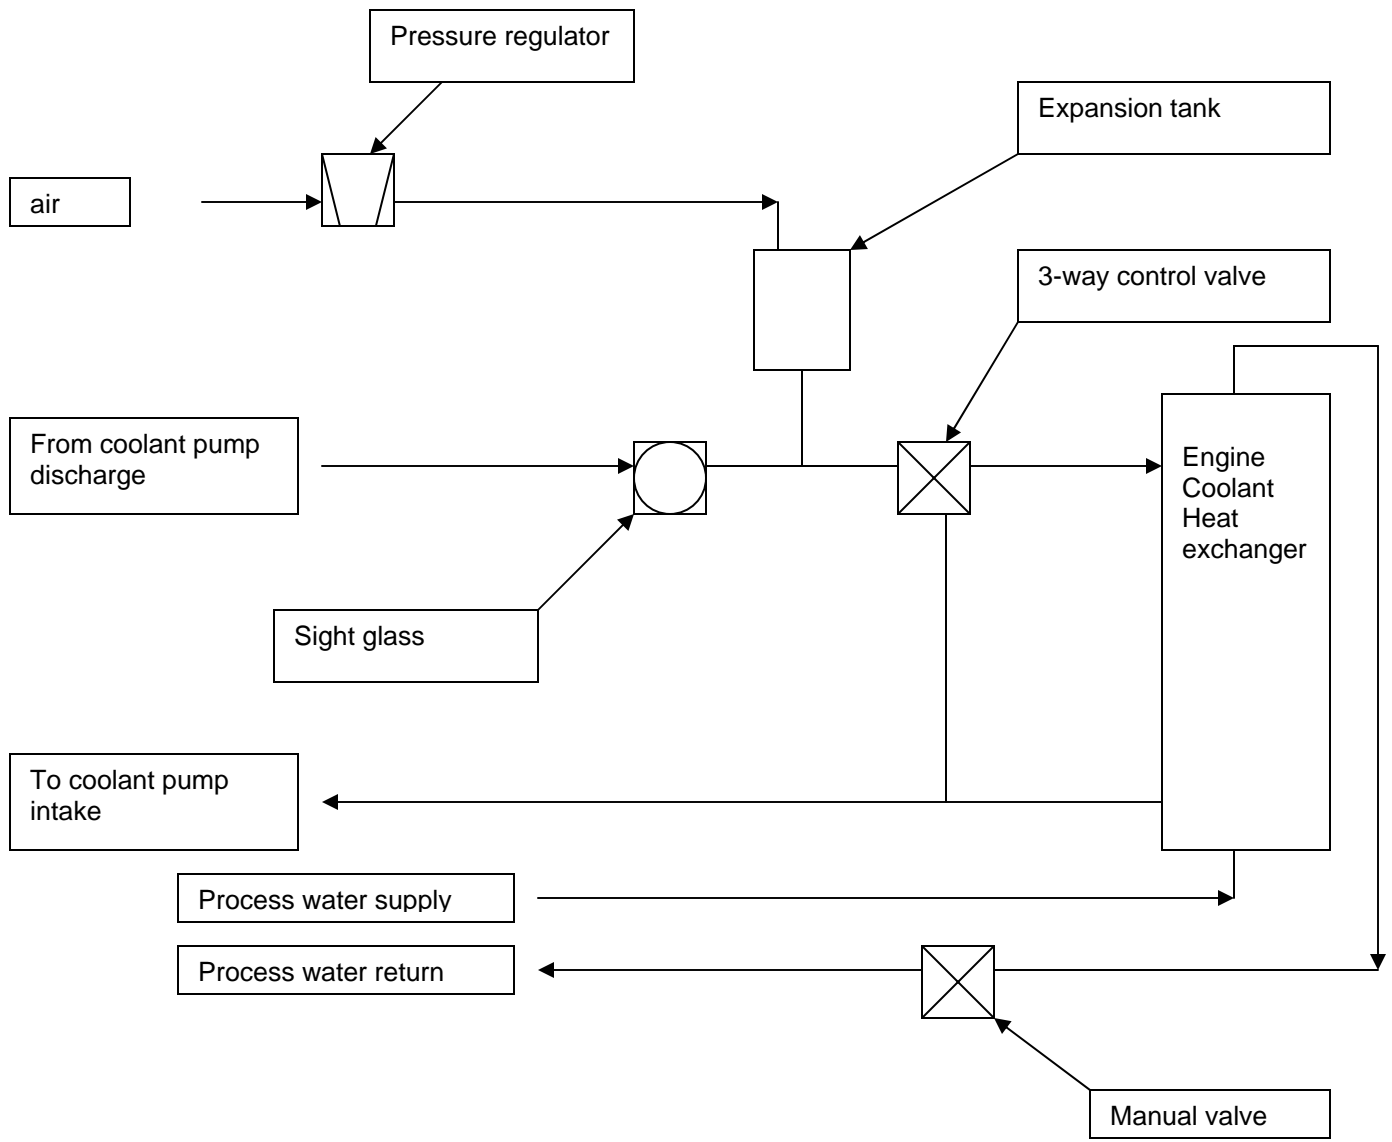 Pressure regulator
Expansion tank
air
3-way control valve
From coolant pump
discharge
Engine
Coolant
Heat
exchanger
Sight glass
To coolant pump
intake
Process water supply
Process water return
Manual valve